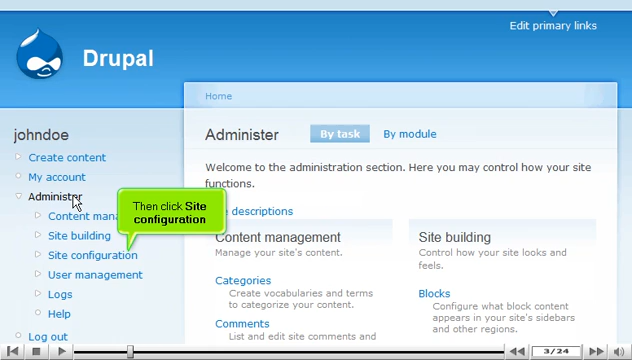 Edit primary links
Drupal
Home
johndoe
Create content
My account
Administer
Content mana
Site building
Site configuration
User management
Logs
Help
Log out
Then click Site
configuration
Administer
By task
By module
Welcome to the administration section. Here you may control how your site
functions.
e descriptions
Content management
Manage your site's content.
Categories
Create vocabularies and terms
to categorize your content.
Comments
List and edit site comments and
Site building
Control how your site looks and
feels.
Blocks
Configure what block content
appears in your site's sidebars
and other regions.
3/24